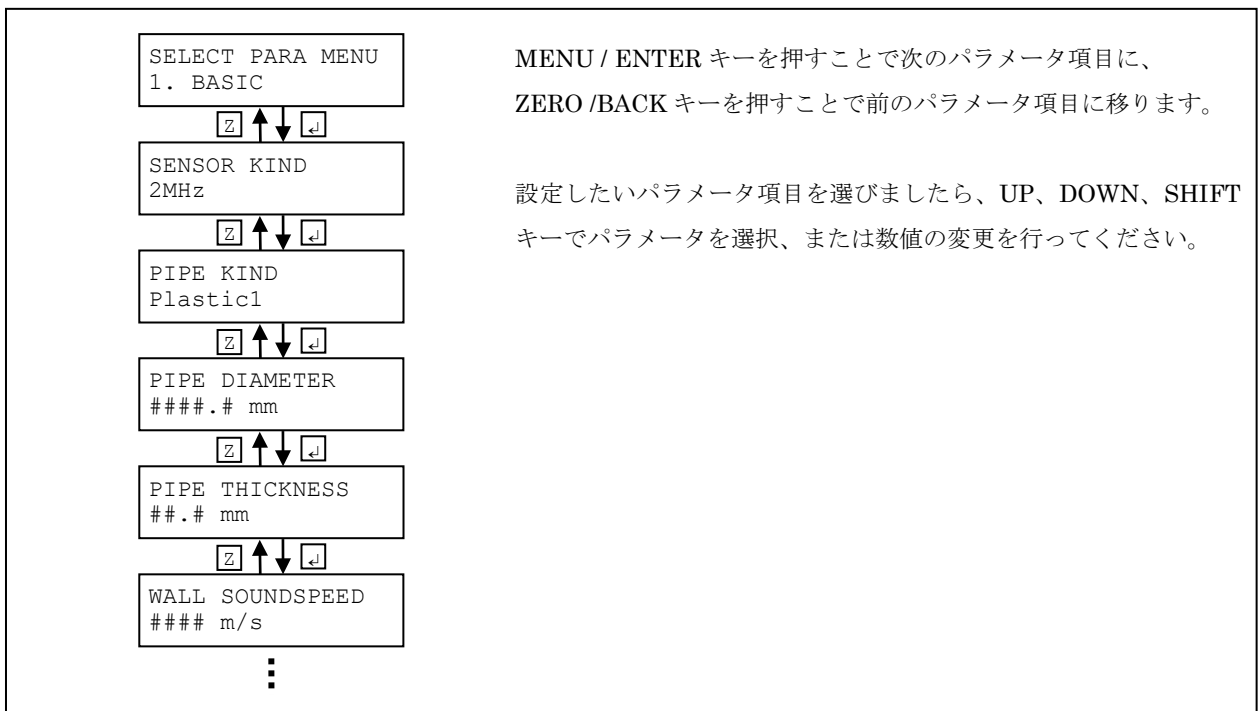 SELECT PARA MENU
1. BASIC
Z ↵
SENSOR KIND
2MHz
Z ↵
PIPE KIND
Plastic1
Z ↵
PIPE DIAMETER
####.# mm
Z ↵
PIPE THICKNESS
##.# mm
Z ↵
WALL SOUNDSPEED
#### m/s
MENU / ENTER キーを押すことで次のパラメータ項目に、
ZERO /BACK キーを押すことで前のパラメータ項目に移ります。
設定したいパラメータ項目を選びましたら、UP、DOWN、SHIFT
キーでパラメータを選択、または数値の変更を行ってください。